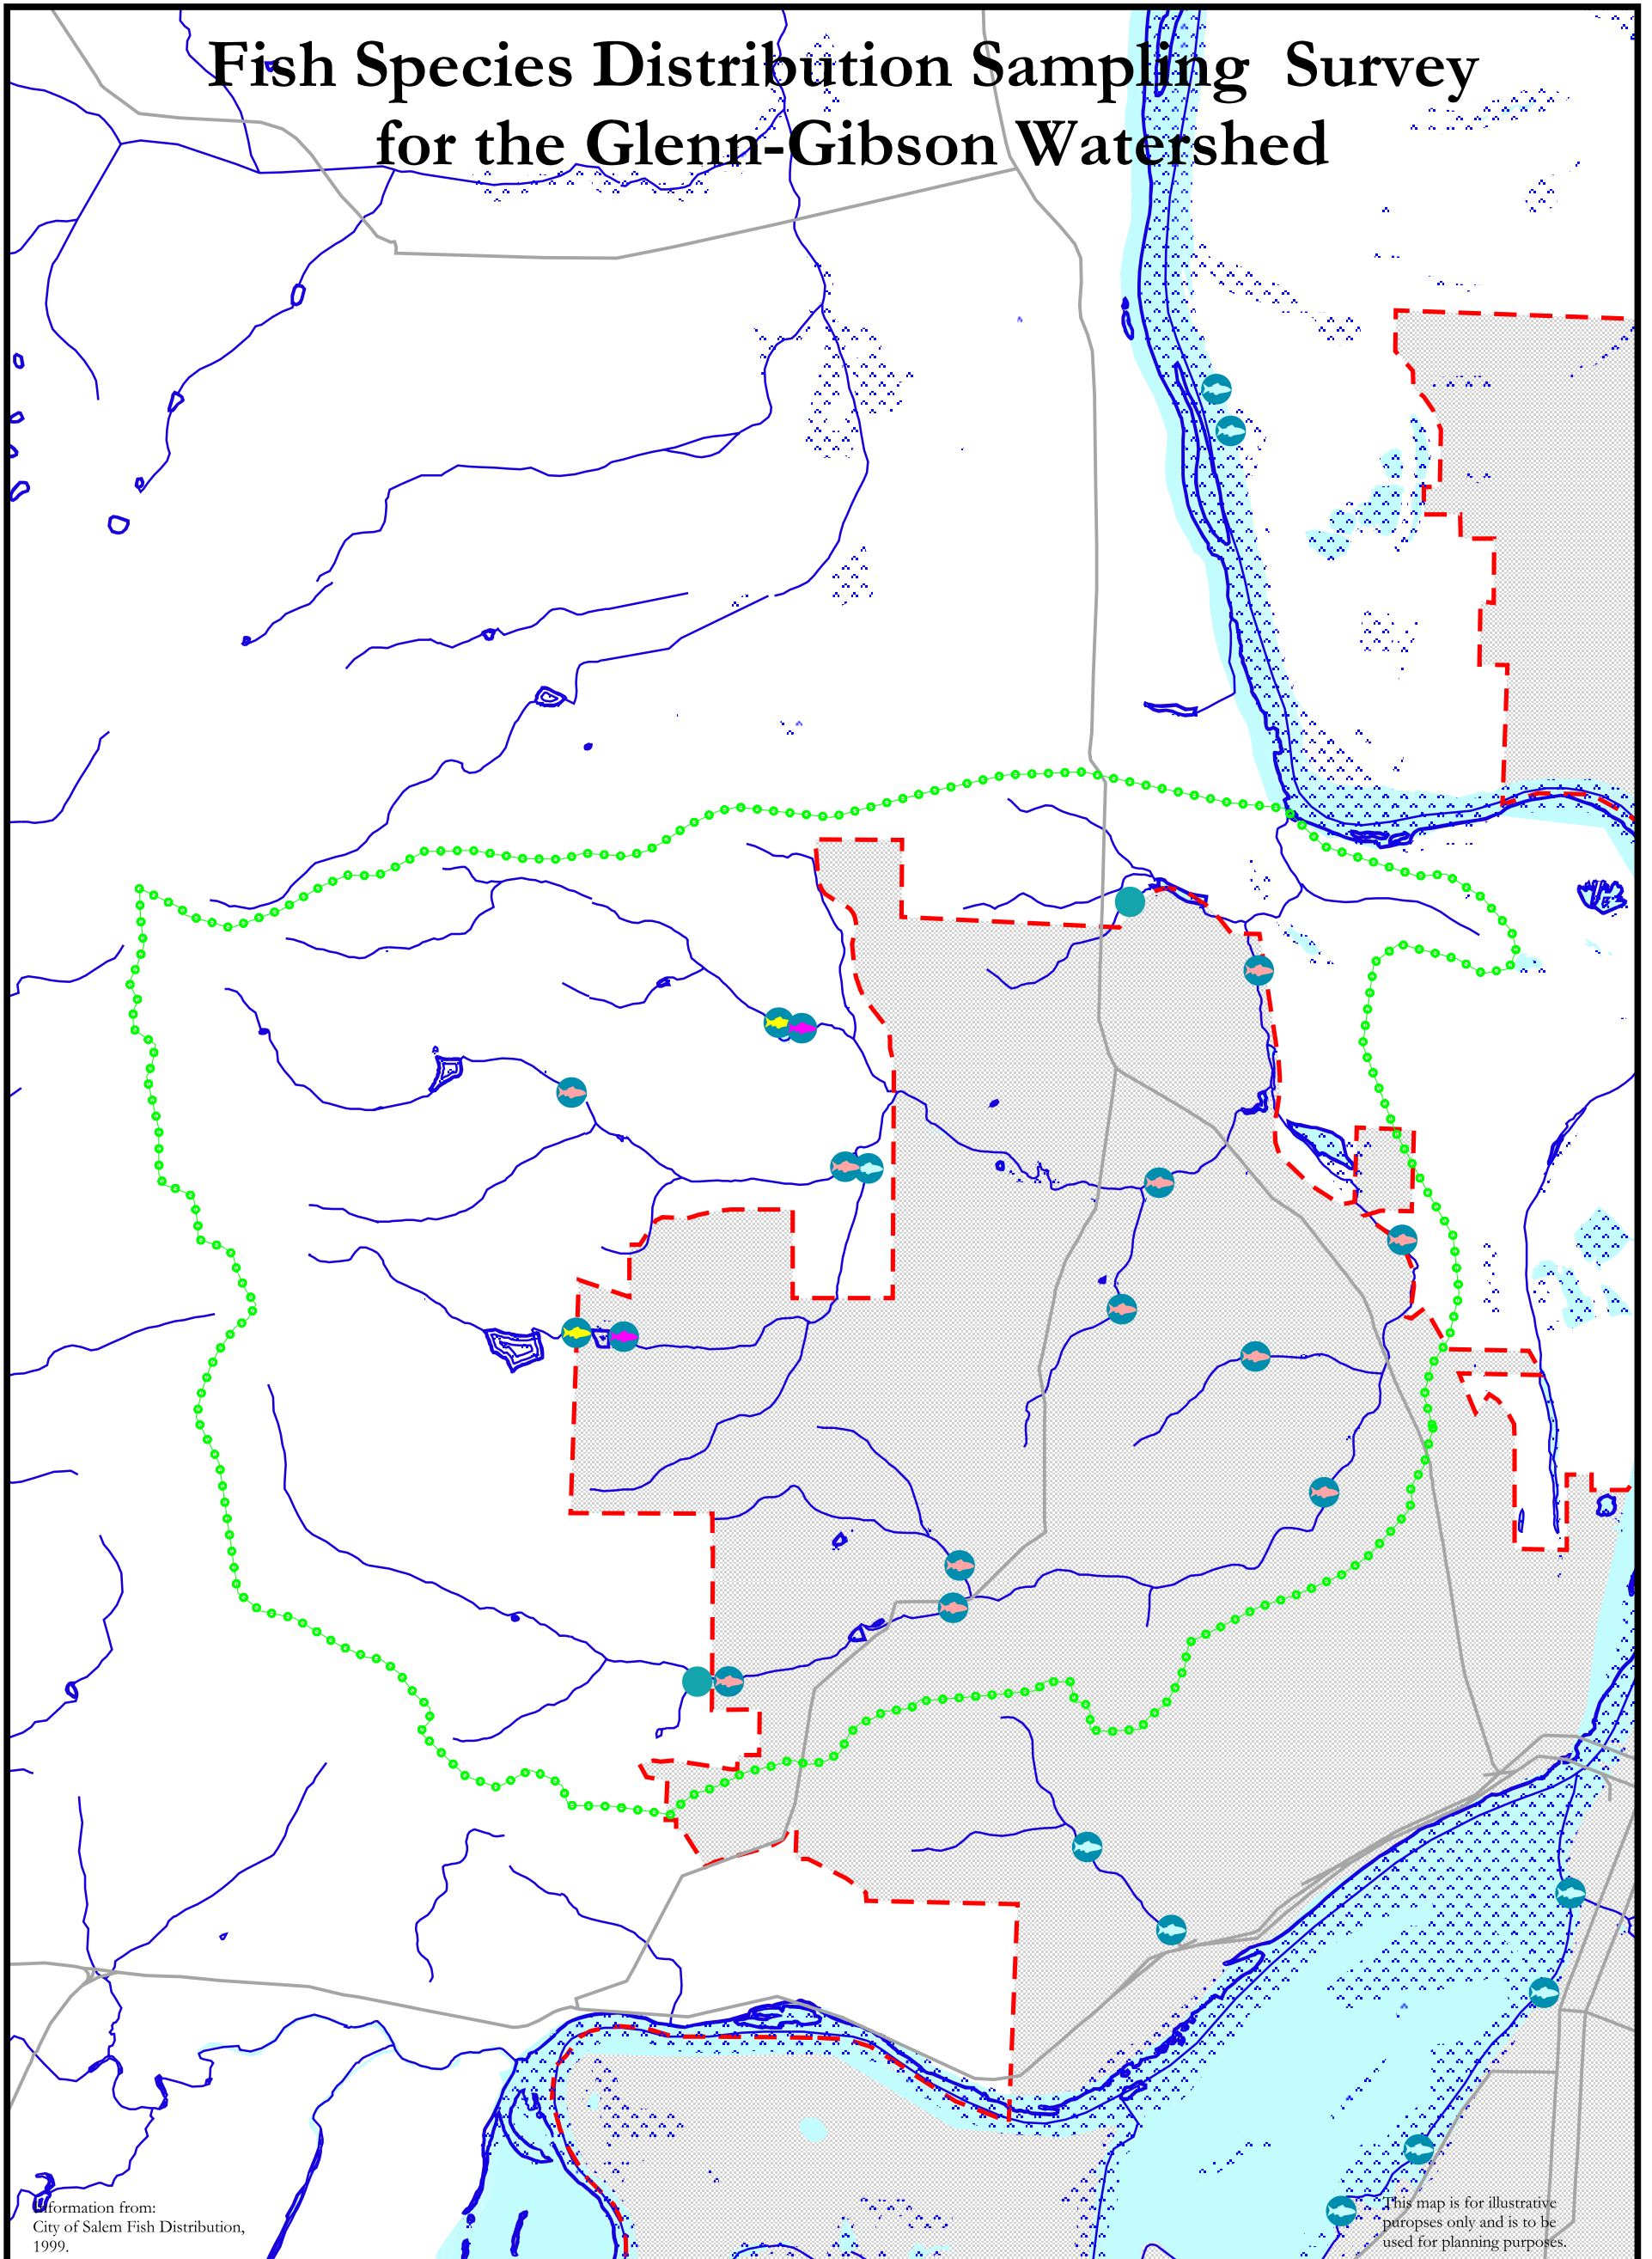 Fish Species Distribution Sampling Survey
for the Glenn-Gibson Watershed
Information from:
City of Salem Fish Distribution,
1999.
This map is for illustrative
puropses only and is to be
used for planning purposes.